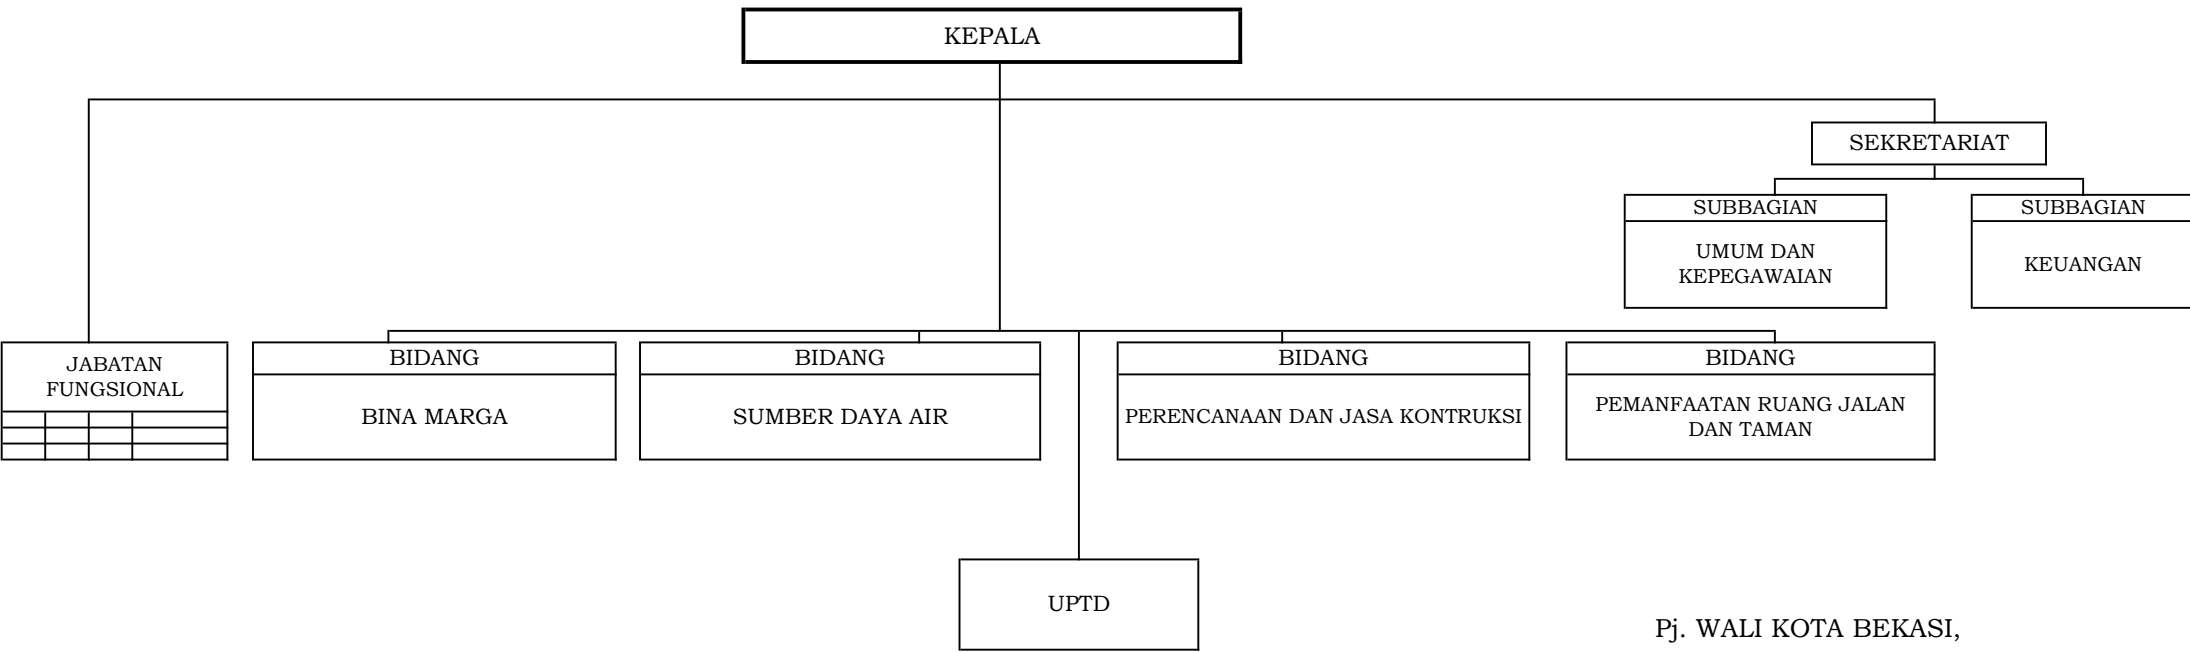 KEPALA
SEKRETARIAT
SUBBAGIAN
UMUM DAN
KEPEGAWAIAN
SUBBAGIAN
KEUANGAN
JABATAN
FUNGSIONAL
BIDANG
BINA MARGA
BIDANG
SUMBER DAYA AIR
BIDANG
PERENCANAAN DAN JASA KONTRUKSI
BIDANG
PEMANFAATAN RUANG JALAN
DAN TAMAN
UPTD
Pj. WALI KOTA BEKASI,